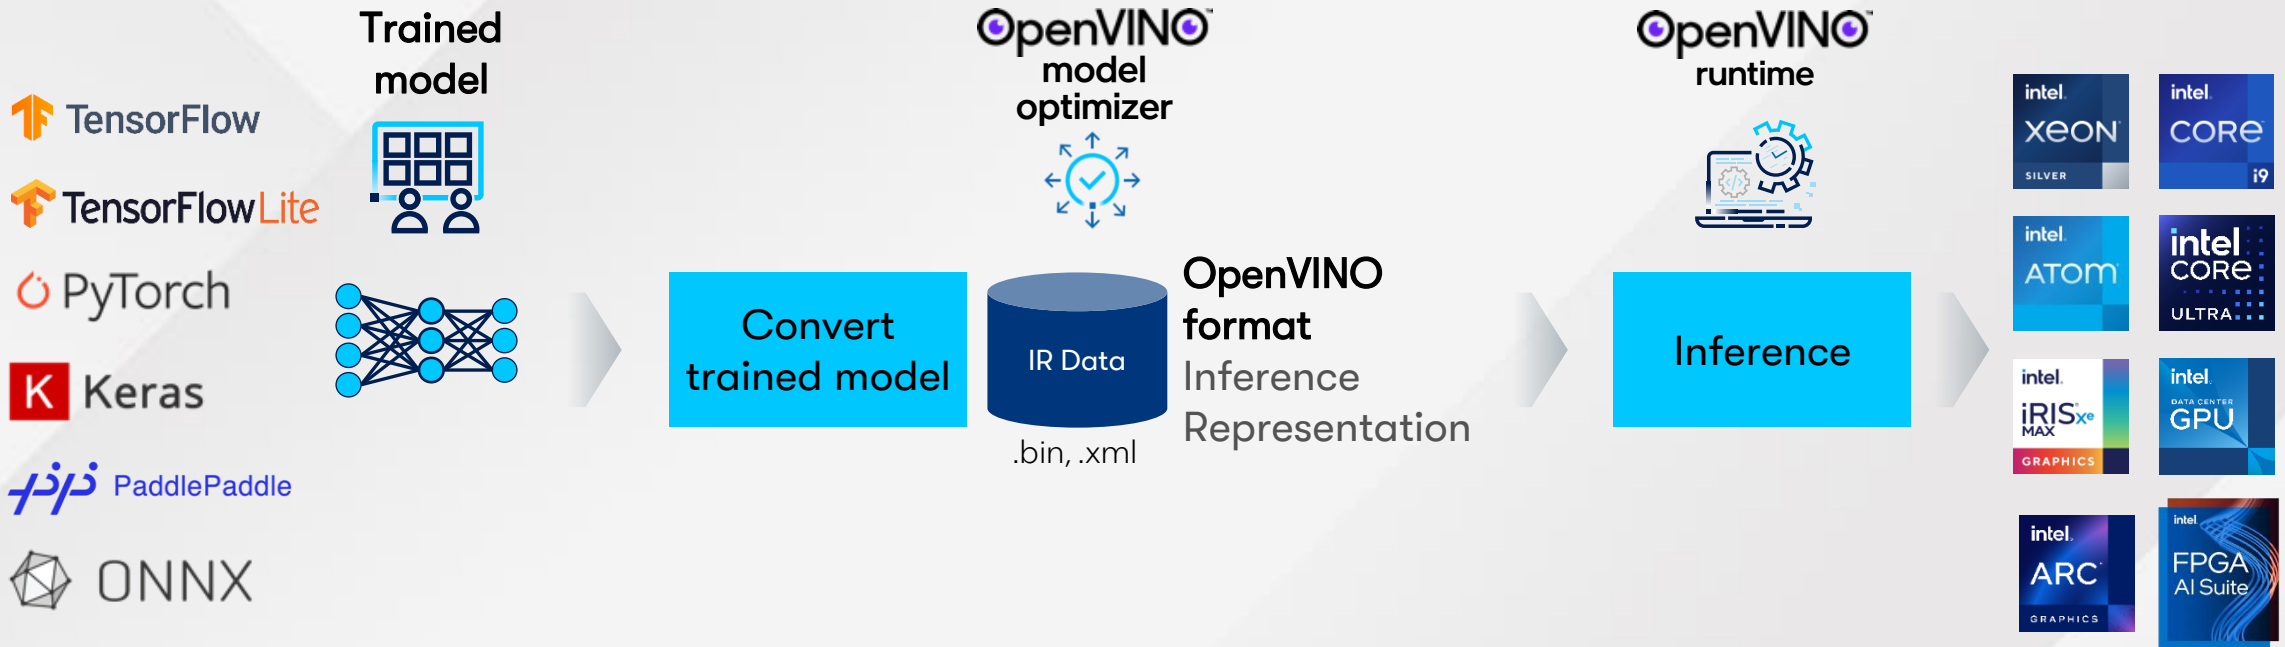 TensorFlow
TensorFlow Lite
PyTorch
K Keras
PaddlePaddle
ONNX
Trained
model
OpenVINO™
model
optimizer
Convert
trained model
IR Data
.bin, .xml
OpenVINO
format
Inference
Representation
OpenVINO™
runtime
</>
Inference
intel.
XEON
SILVER
intel.
CORE
i9
intel.
ATOM
intel
CORE
ULTRA
intel.
iRIS Xe
MAX
GRAPHICS
intel.
DATA CENTER
GPU
intel.
ARC
GRAPHICS
intel
FPGA
AI Suite